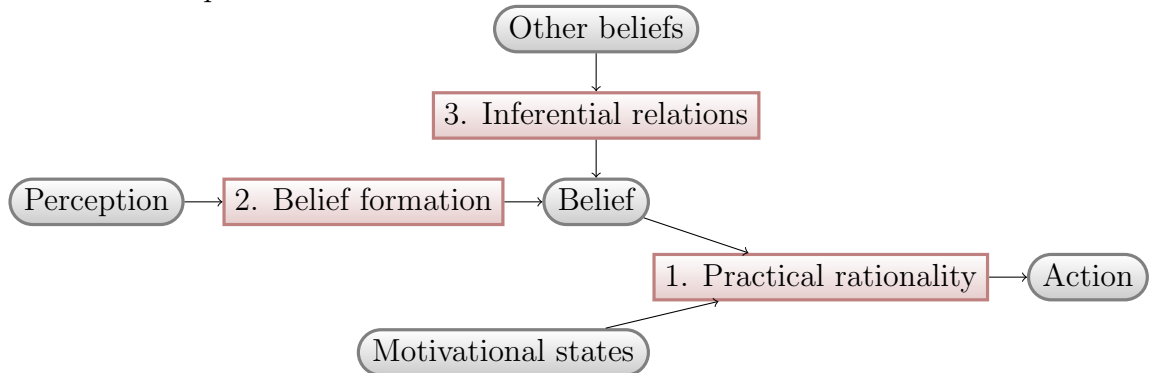 Other beliefs
3. Inferential relations
Perception
2. Belief formation
Belief
1. Practical rationality
Action
Motivational states